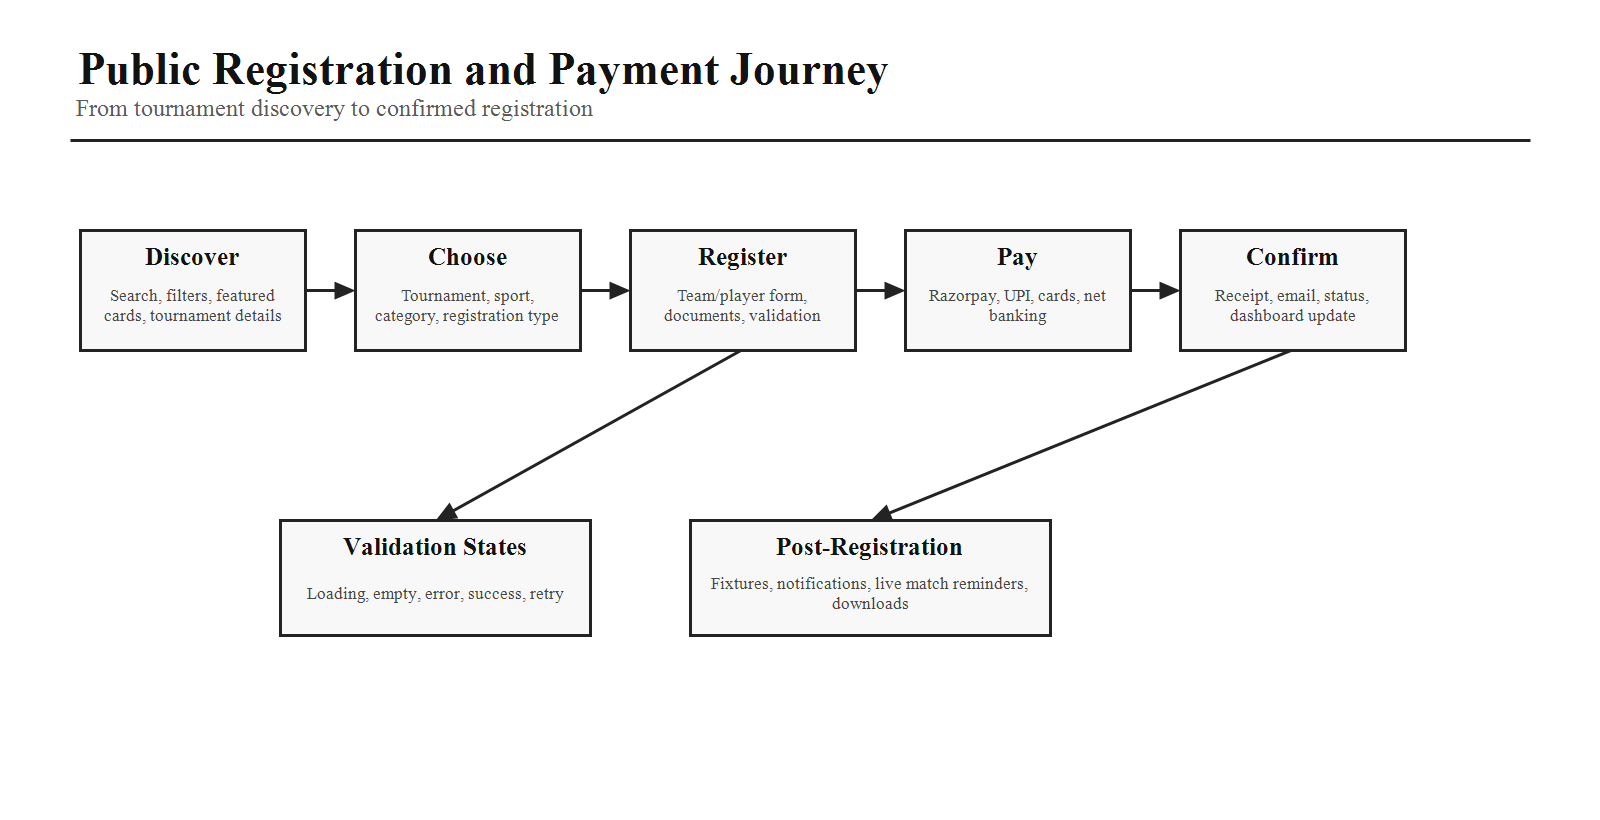 Public Registration and Payment Journey
From tournament discovery to confirmed registration
Discover
Search, filters, featured
cards, tournament details
Choose
Tournament, sport,
category, registration type
Register
Team/player form,
documents, validation
Pay
Razorpay, UPI, cards, net
banking
Confirm
Receipt, email, status,
dashboard update
Validation States
Loading, empty, error, success, retry
Post-Registration
Fixtures, notifications, live match reminders,
downloads